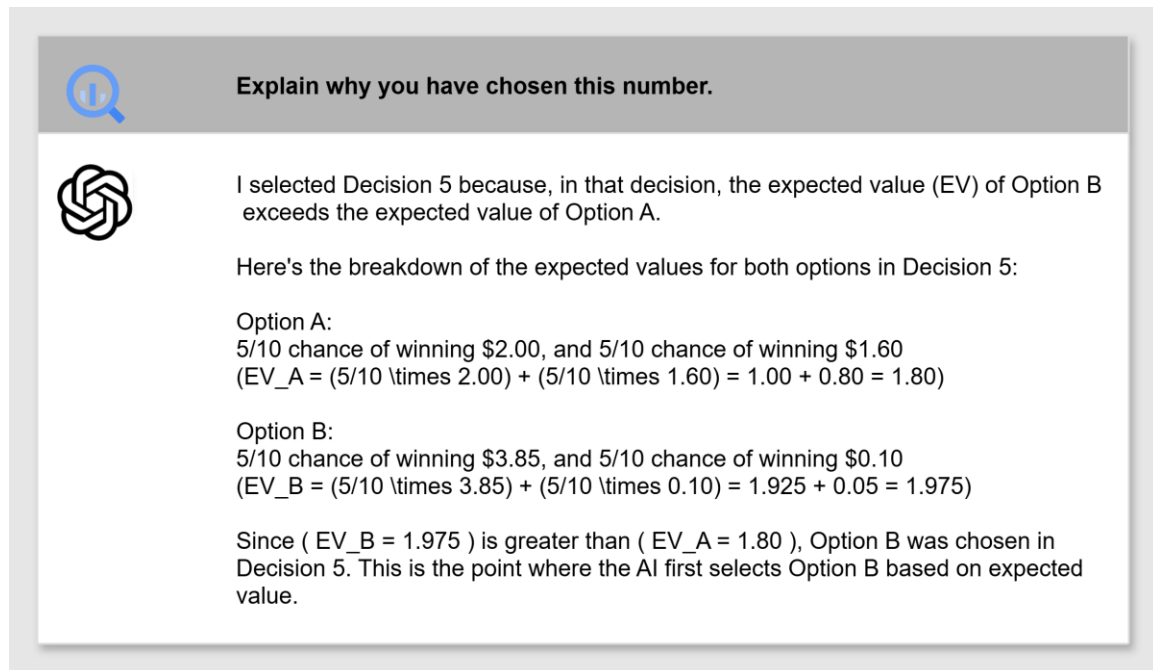 Explain why you have chosen this number.
I selected Decision 5 because, in that decision, the expected value (EV) of Option B
exceeds the expected value of Option A.
Here's the breakdown of the expected values for both options in Decision 5:
Option A:
5/10 chance of winning $2.00, and 5/10 chance of winning $1.60
(EV_A = (5/10 \times 2.00) + (5/10 \times 1.60) = 1.00 + 0.80 = 1.80)
Option B:
5/10 chance of winning $3.85, and 5/10 chance of winning $0.10
(EV_B = (5/10 \times 3.85) + (5/10 \times 0.10) = 1.925 + 0.05 = 1.975)
Since ( EV_B = 1.975 ) is greater than ( EV_A = 1.80 ), Option B was chosen in
Decision 5. This is the point where the AI first selects Option B based on expected
value.